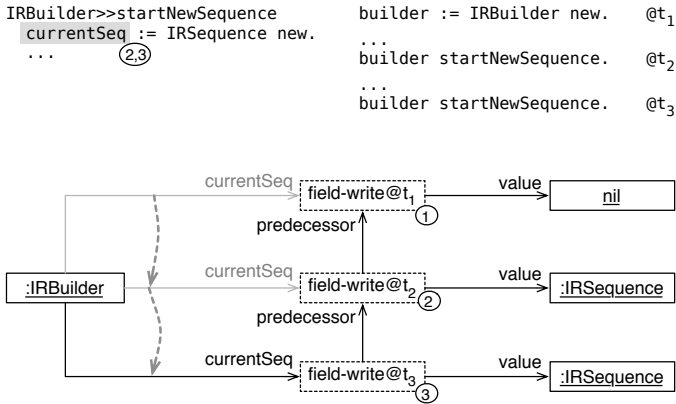 IRBuilder>>startNewSequence
currentSeq := IRSequence new.
... 2,3
builder := IRBuilder new. @t1
...
builder startNewSequence. @t2
...
builder startNewSequence. @t3
currentSeq field-write@t1 value nil
1
predecessor
:IRBuilder currentSeq field-write@t2 value :IRSequence
2
predecessor
currentSeq field-write@t3 value :IRSequence
3